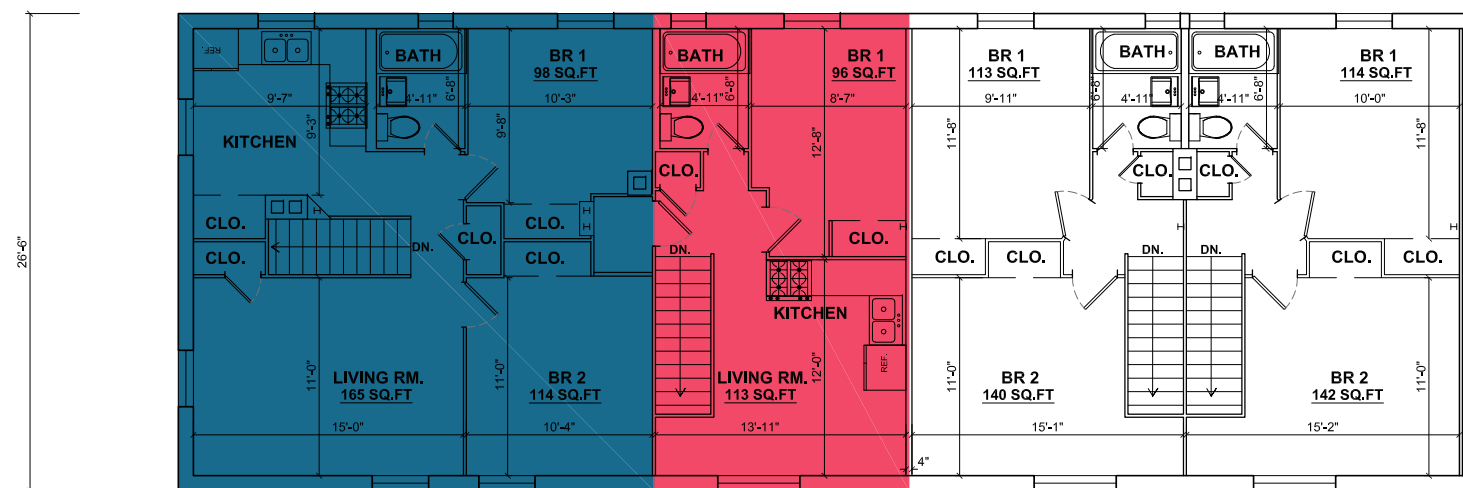 26'-6"
REF.
9'-7"
9'-3"
KITCHEN
CLO.
CLO.
DN.
BATH
4'-11"
6'-8"
BR 1
98 SQ.FT
10'-3"
9'-8"
CLO.
CLO.
CLO.
LIVING RM.
165 SQ.FT
11'-0"
15'-0"
BR 2
114 SQ.FT
11'-0"
10'-4"
BATH
4'-11"
6'-8"
CLO.
BR 1
96 SQ.FT
8'-7"
12'-8"
CLO.
DN.
KITCHEN
REF.
LIVING RM.
113 SQ.FT
12'-0"
13'-11"
4"
BR 1
113 SQ.FT
9'-11"
11'-8"
BATH
6'-8"
4'-11"
CLO.
CLO.
CLO.
DN.
BR 2
140 SQ.FT
11'-0"
15'-1"
BATH
4'-11"
6'-8"
CLO.
BR 1
114 SQ.FT
10'-0"
11'-8"
CLO.
CLO.
DN.
BR 2
142 SQ.FT
11'-0"
15'-2"